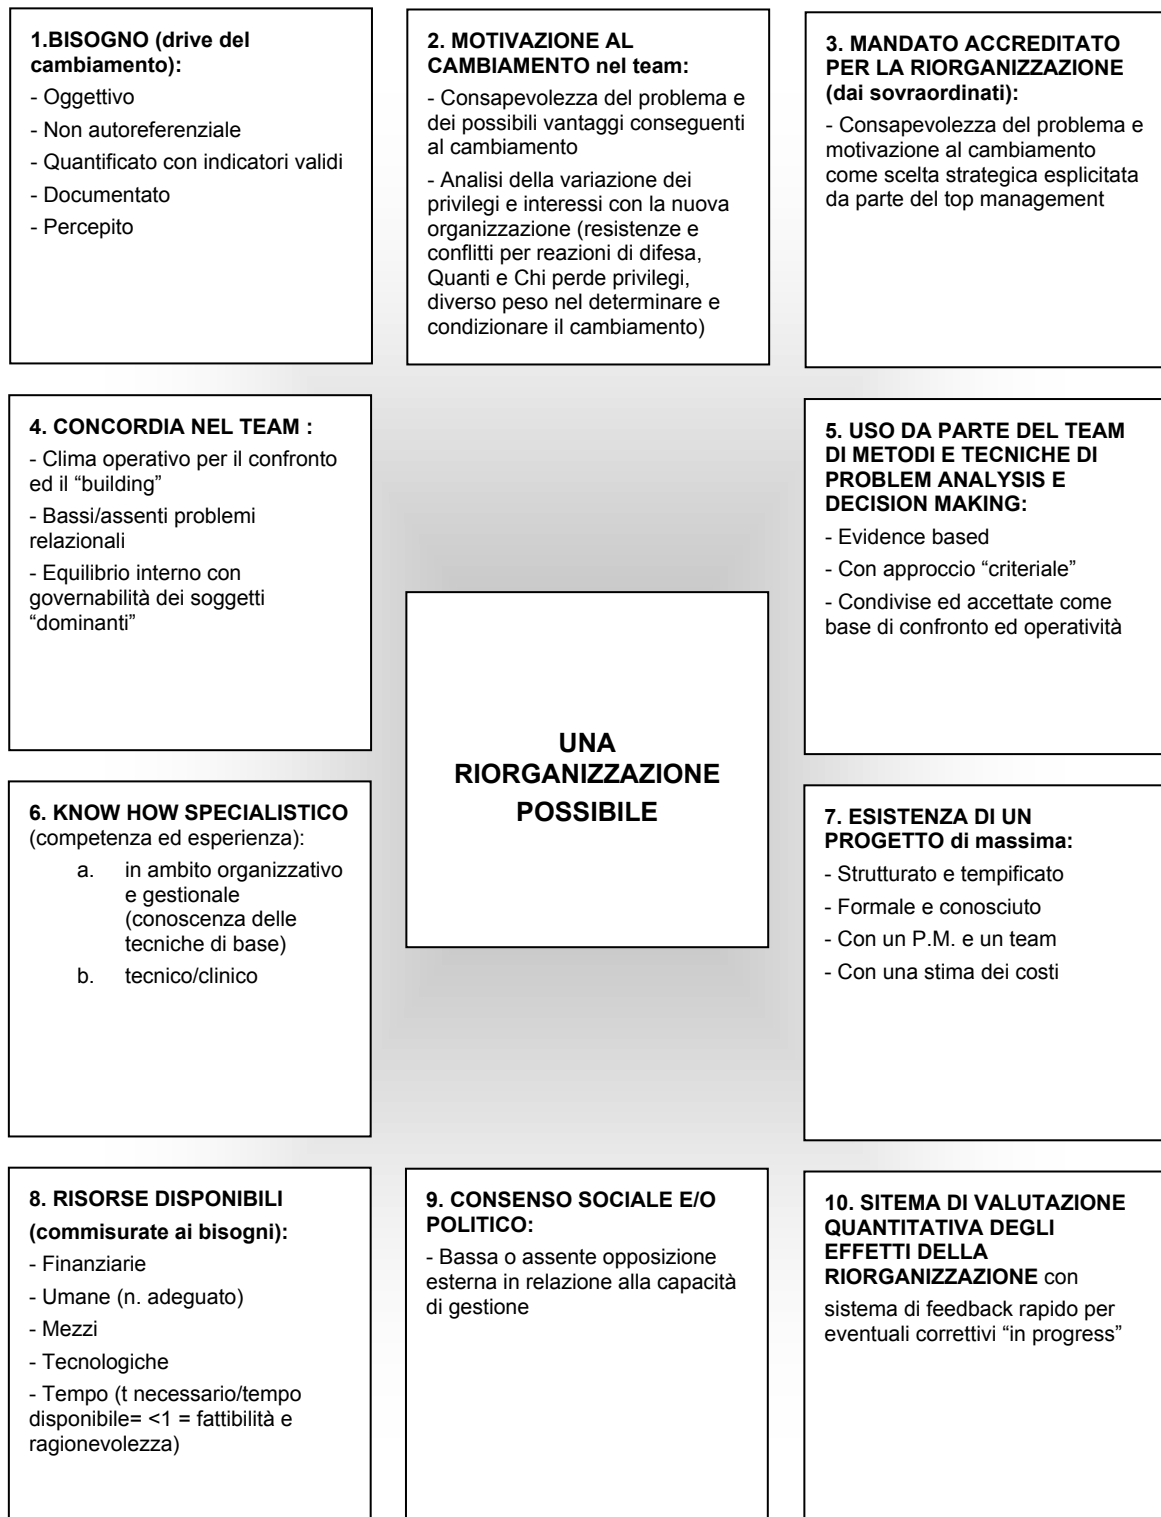 1.BISOGNO (drive del
cambiamento):
- Oggettivo
- Non autoreferenziale
- Quantificato con indicatori validi
- Documentato
- Percepito
2. MOTIVAZIONE AL
CAMBIAMENTO nel team:
- Consapevolezza del problema e
dei possibili vantaggi conseguenti
al cambiamento
- Analisi della variazione dei
privilegi e interessi con la nuova
organizzazione (resistenze e
conflitti per reazioni di difesa,
Quanti e Chi perde privilegi,
diverso peso nel determinare e
condizionare il cambiamento)
3. MANDATO ACCREDITATO
PER LA RIORGANIZZAZIONE
(dai sovraordinati):
- Consapevolezza del problema e
motivazione al cambiamento
come scelta strategica esplicitata
da parte del top management
4. CONCORDIA NEL TEAM :
- Clima operativo per il confronto
ed il “building”
- Bassi/assenti problemi
relazionali
- Equilibrio interno con
governabilità dei soggetti
“dominanti”
5. USO DA PARTE DEL TEAM
DI METODI E TECNICHE DI
PROBLEM ANALYSIS E
DECISION MAKING:
- Evidence based
- Con approccio “criteriale”
- Condivise ed accettate come
base di confronto ed operatività
UNA
RIORGANIZZAZIONE
POSSIBILE
6. KNOW HOW SPECIALISTICO
(competenza ed esperienza):
a. in ambito organizzativo
e gestionale
(conoscenza delle
tecniche di base)
b. tecnico/clinico
7. ESISTENZA DI UN
PROGETTO di massima:
- Strutturato e tempificato
- Formale e conosciuto
- Con un P.M. e un team
- Con una stima dei costi
8. RISORSE DISPONIBILI
(commisurate ai bisogni):
- Finanziarie
- Umane (n. adeguato)
- Mezzi
- Tecnologiche
- Tempo (t necessario/tempo
disponibile= <1 = fattibilità e
ragionevolezza)
9. CONSENSO SOCIALE E/O
POLITICO:
- Bassa o assente opposizione
esterna in relazione alla capacità
di gestione
10. SITEMA DI VALUTAZIONE
QUANTITATIVA DEGLI
EFFETTI DELLA
RIORGANIZZAZIONE con
sistema di feedback rapido per
eventuali correttivi “in progress”